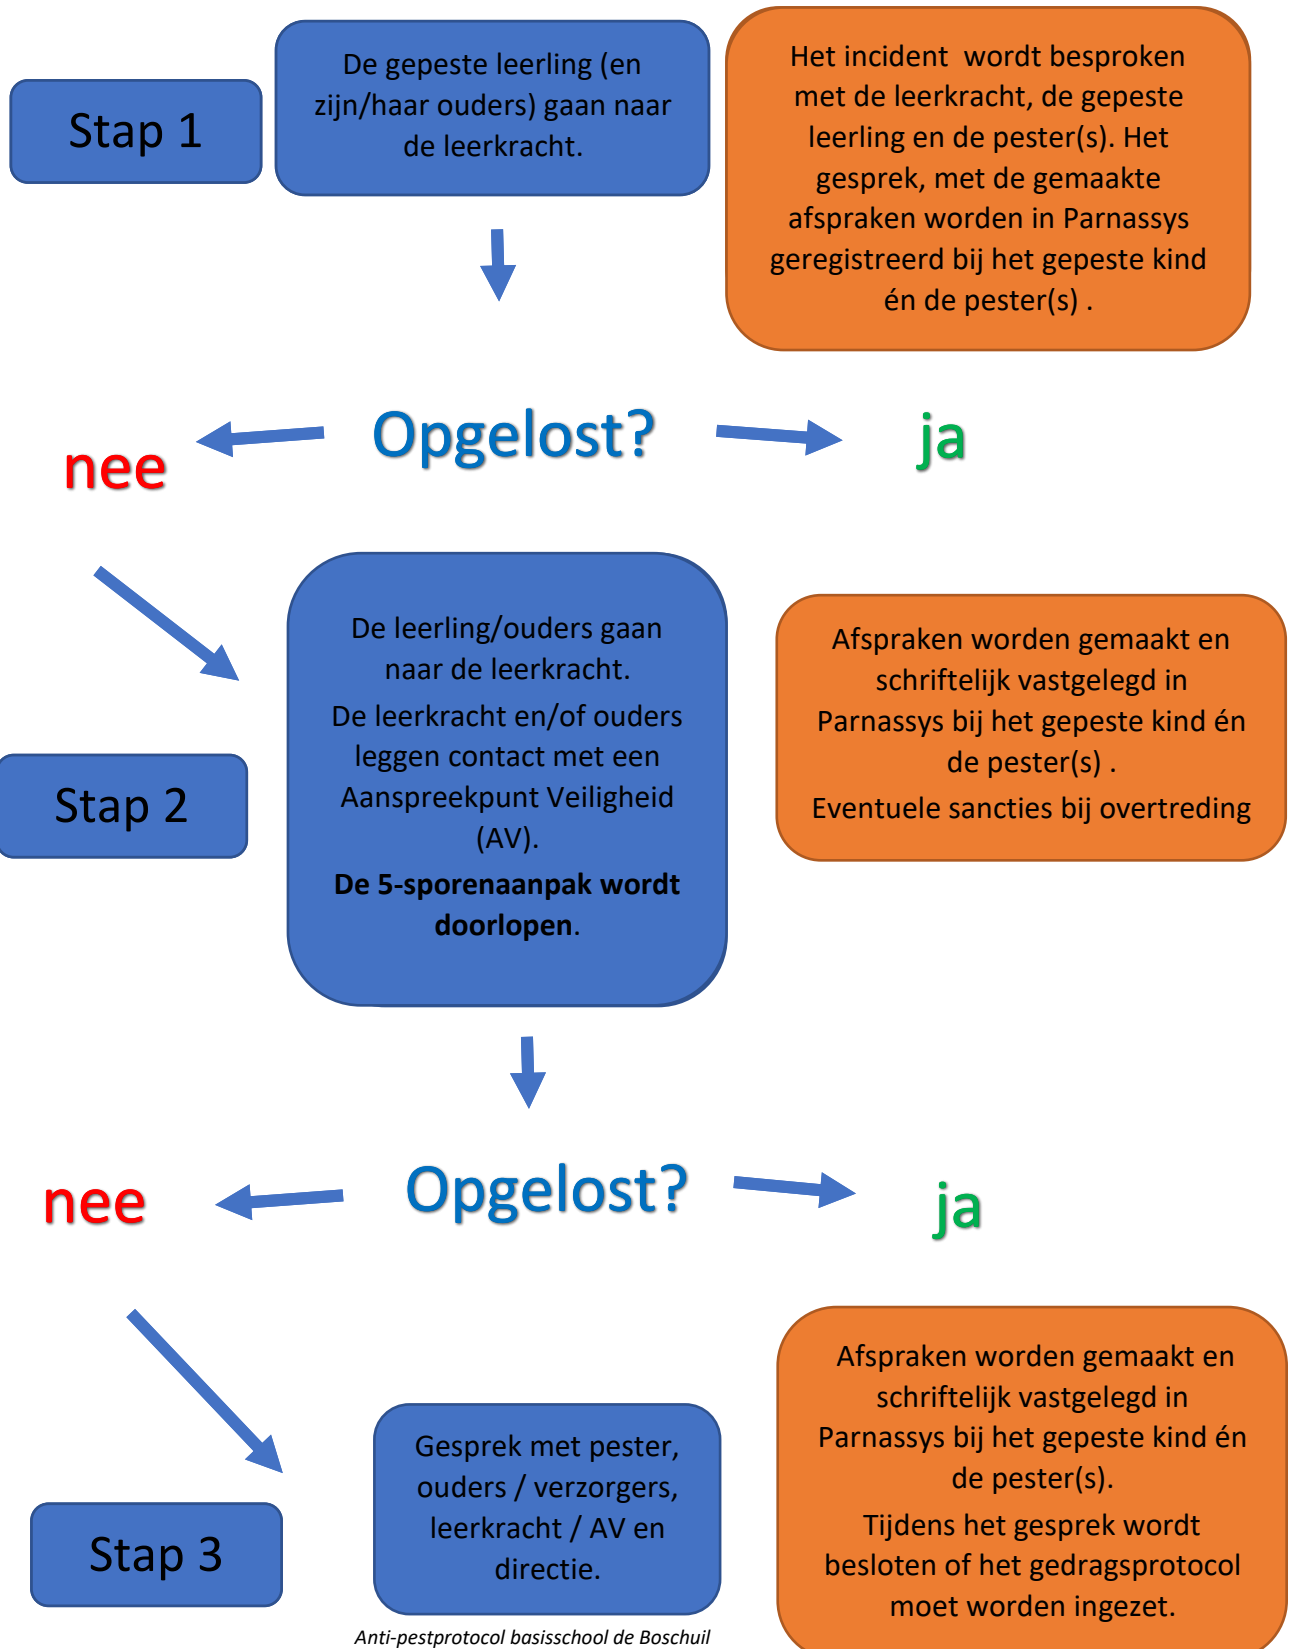 Stap 1
De gepeste leerling (en
zijn/haar ouders) gaan naar
de leerkracht.
Het incident  wordt besproken
met de leerkracht, de gepeste
leerling en de pester(s). Het
gesprek, met de gemaakte
afspraken worden in Parnassys
geregistreerd bij het gepeste kind
én de pester(s) .
nee
Opgelost?
ja
Stap 2
De leerling/ouders gaan
naar de leerkracht.
De leerkracht en/of ouders
leggen contact met een
Aanspreekpunt Veiligheid
(AV).
De 5-sporenaanpak wordt
doorlopen.
Afspraken worden gemaakt en
schriftelijk vastgelegd in
Parnassys bij het gepeste kind én
de pester(s) .
Eventuele sancties bij overtreding
nee
Opgelost?
ja
Stap 3
Gesprek met pester,
ouders / verzorgers,
leerkracht / AV en
directie.
Afspraken worden gemaakt en
schriftelijk vastgelegd in
Parnassys bij het gepeste kind én
de pester(s).
Tijdens het gesprek wordt
besloten of het gedragsprotocol
moet worden ingezet.
Anti-pestprotocol basisschool de Boschuil